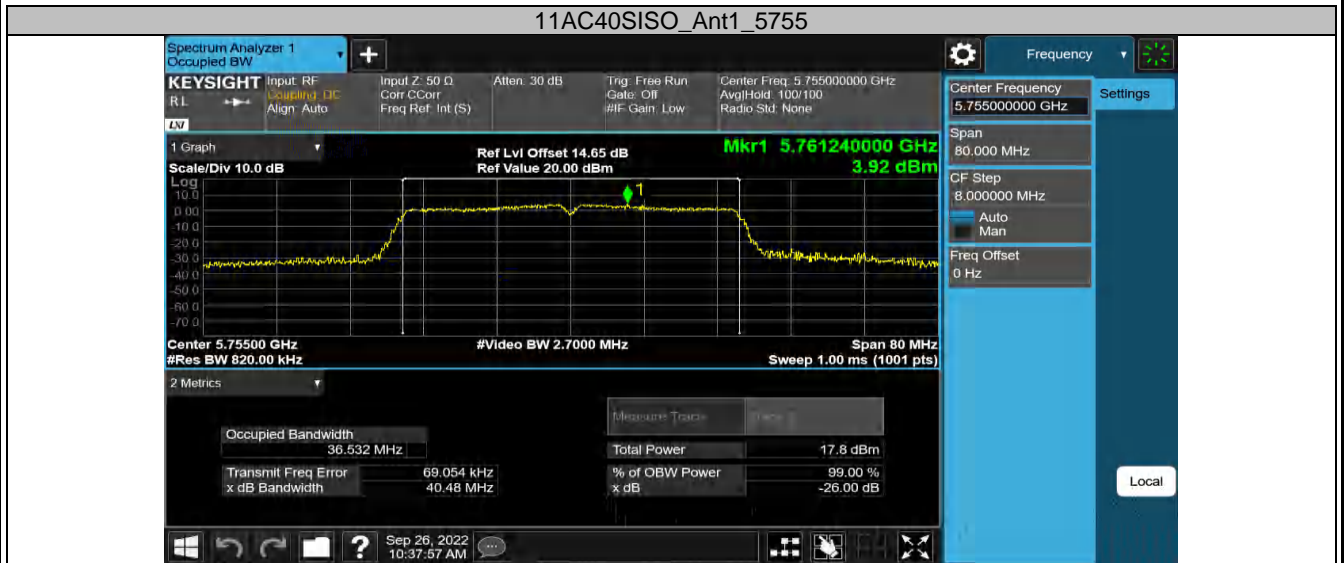 11AC40SISO_Ant1_5755
Spectrum Analyzer 1
Occupied BW
Frequency
KEYSIGHT
RL
LXI
Input: RF
Coupling: DC
Align: Auto
Input Z: 50 Ω
Corr CCorr
Freq Ref: Int (S)
Atten: 30 dB
Trig: Free Run
Gate: Off
#IF Gain: Low
Center Freq: 5.755000000 GHz
Avg|Hold: 100/100
Radio Std: None
Center Frequency
5.755000000 GHz
Settings
Span
80.000 MHz
CF Step
8.000000 MHz
Auto
Man
Freq Offset
0 Hz
1 Graph
Scale/Div 10.0 dB
Ref Lvl Offset 14.65 dB
Ref Value 20.00 dBm
Mkr1 5.761240000 GHz
3.92 dBm
Log
10.0
0.00
-10.0
-20.0
-30.0
-40.0
-50.0
-60.0
-70.0
1
Center 5.75500 GHz
#Res BW 820.00 kHz
#Video BW 2.7000 MHz
Span 80 MHz
Sweep 1.00 ms (1001 pts)
2 Metrics
Measure Trace
Occupied Bandwidth
36.532 MHz
Total Power 17.8 dBm
Transmit Freq Error 69.054 kHz
% of OBW Power 99.00 %
x dB Bandwidth 40.48 MHz
x dB -26.00 dB
Local
?
Sep 26, 2022
10:37:57 AM